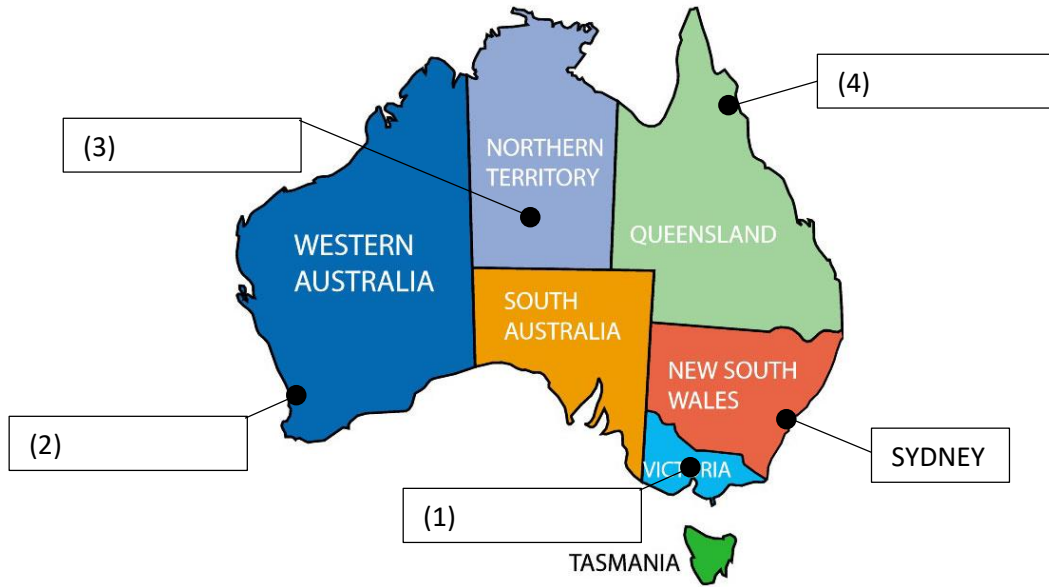 (4)
(3)
NORTHERN
TERRITORY
QUEENSLAND
WESTERN
AUSTRALIA
SOUTH
AUSTRALIA
NEW SOUTH
WALES
(2)
SYDNEY
VICTORIA
(1)
TASMANIA